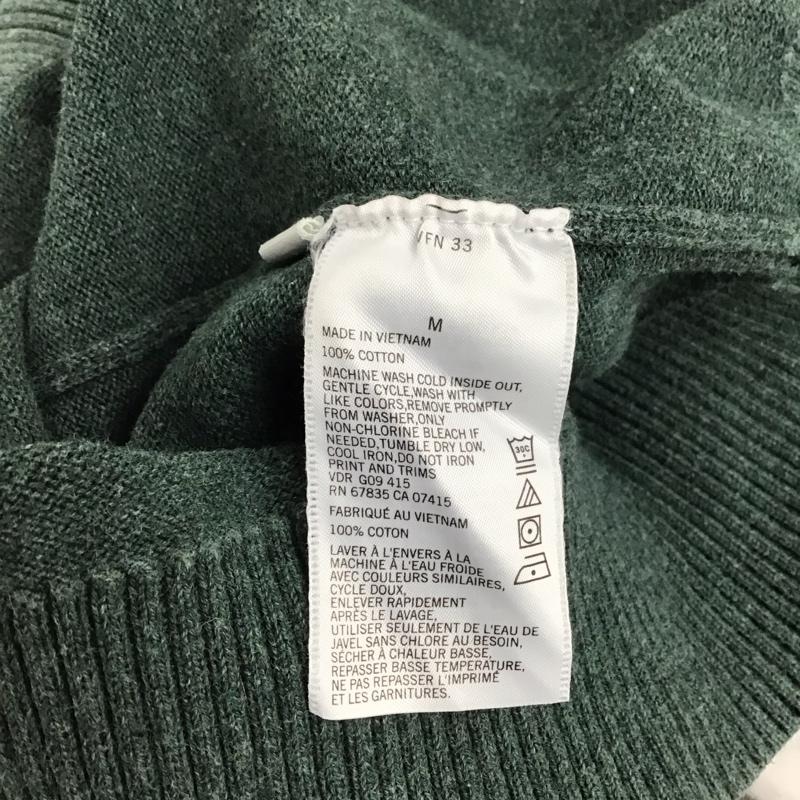 VFN 33
M
MADE IN VIETNAM
100% COTTON
MACHINE WASH COLD INSIDE OUT,
GENTLE CYCLE,WASH WITH
LIKE COLORS,REMOVE PROMPTLY
FROM WASHER,ONLY
NON-CHLORINE BLEACH IF
NEEDED,TUMBLE DRY LOW,
COOL IRON,DO NOT IRON
PRINT AND TRIMS
VDR G09 415
RN 67835 CA 07415
30C
FABRIQUÉ AU VIETNAM
100% COTON
LAVER À L'ENVERS À LA
MACHINE À L'EAU FROIDE
AVEC COULEURS SIMILAIRES,
CYCLE DOUX,
ENLEVER RAPIDEMENT
APRÈS LE LAVAGE,
UTILISER SEULEMENT DE L'EAU DE
JAVEL SANS CHLORE AU BESOIN,
SÉCHER À CHALEUR BASSE,
REPASSER BASSE TEMPÉRATURE,
NE PAS REPASSER L'IMPRIMÉ
ET LES GARNITURES.